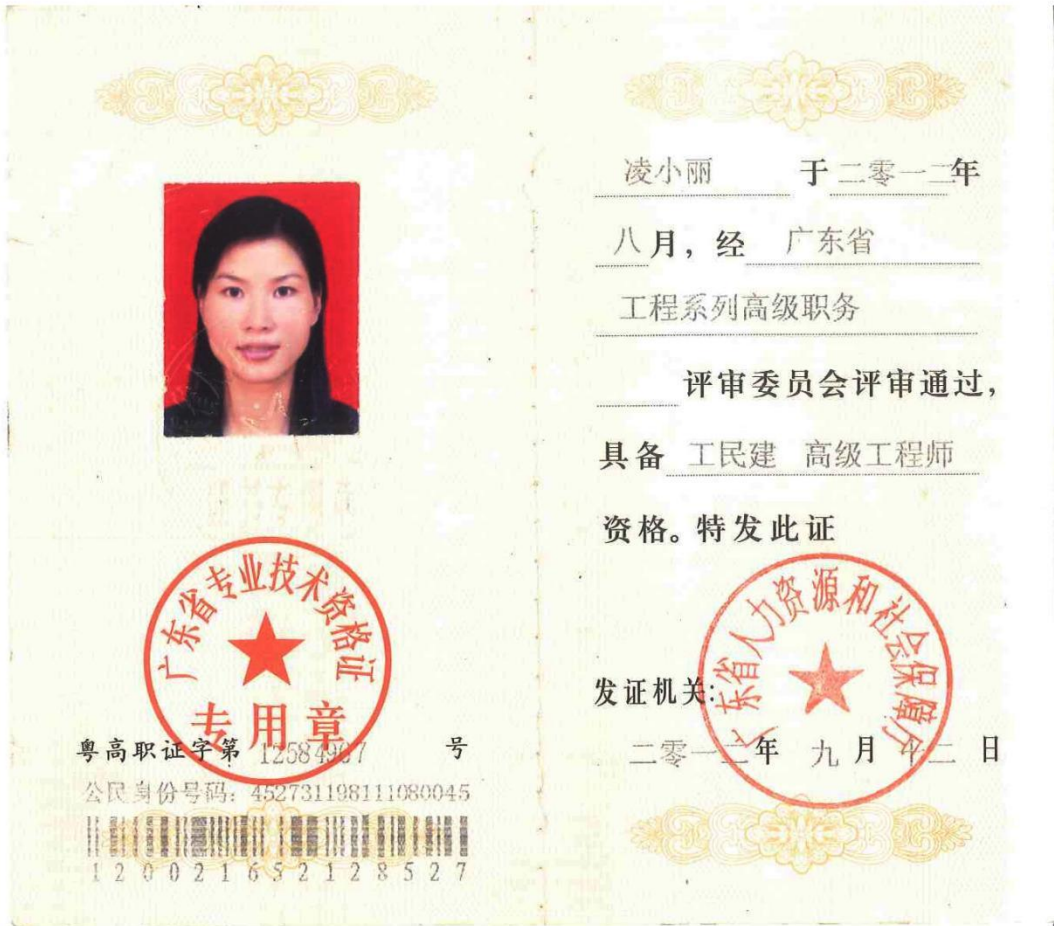 广东省专业技术资格证
专用章
粤高职证字第 12584907 号
公民身份号码：452731198111080045
120021652128527
凌小丽 于二零一二年
八月，经 广东省
工程系列高级职务
评审委员会评审通过，
具备 工民建 高级工程师
资格。特发此证
广东省人力资源和社会保障厅
发证机关：
二零一二年 九月 十二 日